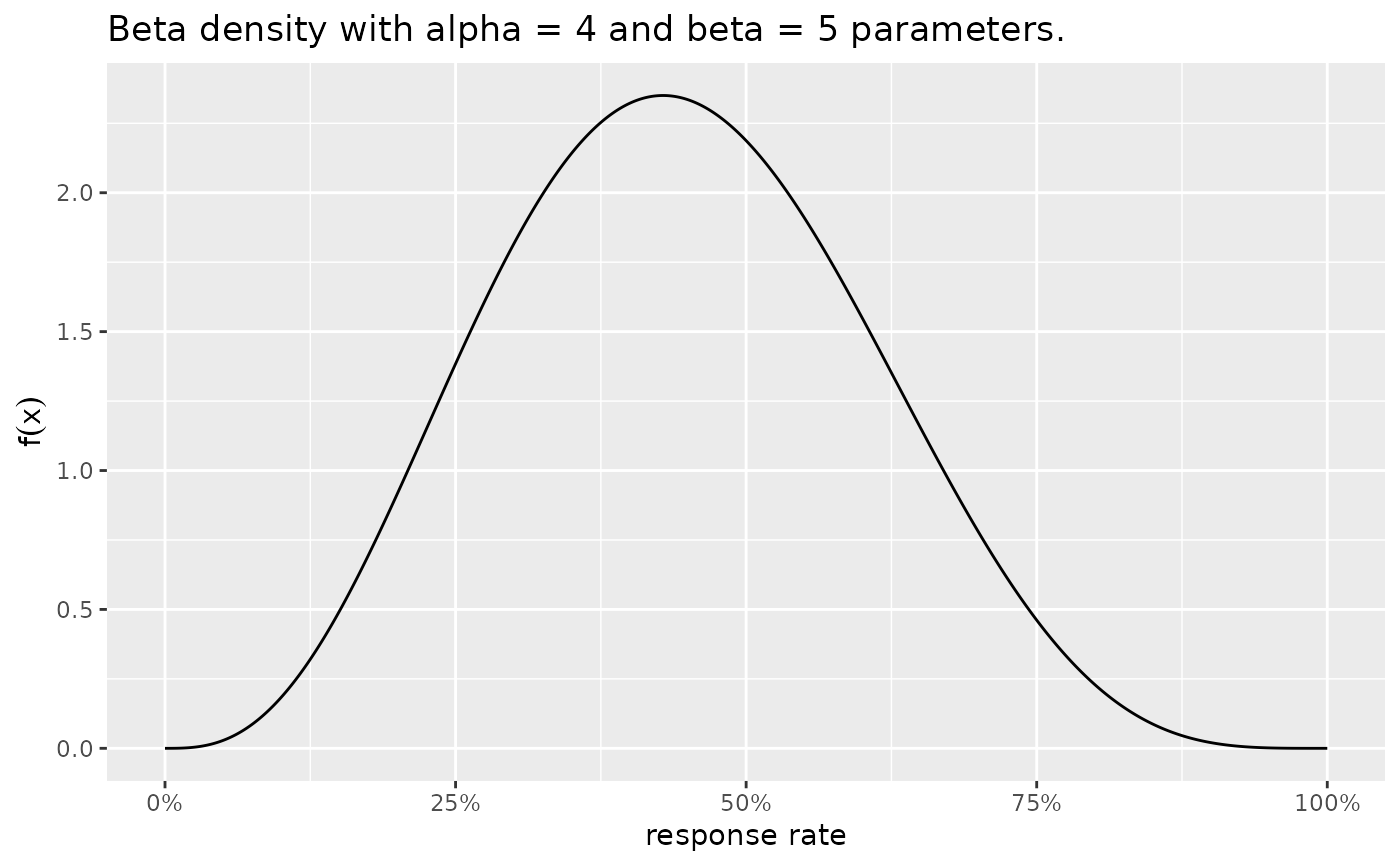 Beta density with alpha = 4 and beta = 5 parameters.
f(x)
2.0
1.5
1.0
0.5
0.0
0% 25% 50% 75% 100%
response rate